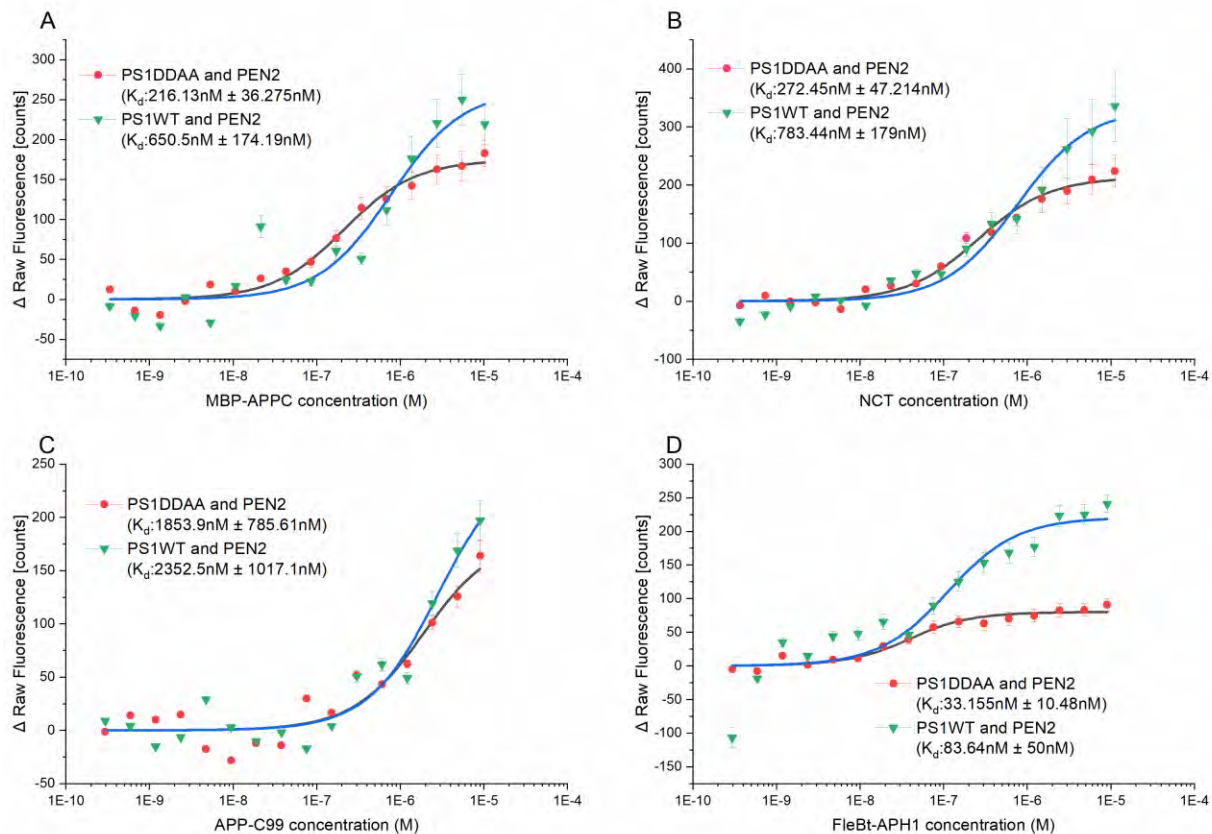 A
300
250
200
150
100
50
0
-50
Δ Raw Fluorescence [counts]
PS1DDAA and PEN2
(Kd:216.13nM ± 36.275nM)
PS1WT and PEN2
(Kd:650.5nM ± 174.19nM)
1E-10 1E-9 1E-8 1E-7 1E-6 1E-5 1E-4
MBP-APPC concentration (M)
B
400
300
200
100
0
-100
Δ Raw Fluorescence [counts]
PS1DDAA and PEN2
(Kd:272.45nM ± 47.214nM)
PS1WT and PEN2
(Kd:783.44nM ± 179nM)
1E-10 1E-9 1E-8 1E-7 1E-6 1E-5 1E-4
NCT concentration (M)
C
250
200
150
100
50
0
-50
Δ Raw Fluorescence [counts]
PS1DDAA and PEN2
(Kd:1853.9nM ± 785.61nM)
PS1WT and PEN2
(Kd:2352.5nM ± 1017.1nM)
1E-10 1E-9 1E-8 1E-7 1E-6 1E-5 1E-4
APP-C99 concentration (M)
D
300
250
200
150
100
50
0
-50
-100
-150
Δ Raw Fluorescence [counts]
PS1DDAA and PEN2
(Kd:33.155nM ± 10.48nM)
PS1WT and PEN2
(Kd:83.64nM ± 50nM)
1E-10 1E-9 1E-8 1E-7 1E-6 1E-5 1E-4
FleBt-APH1 concentration (M)